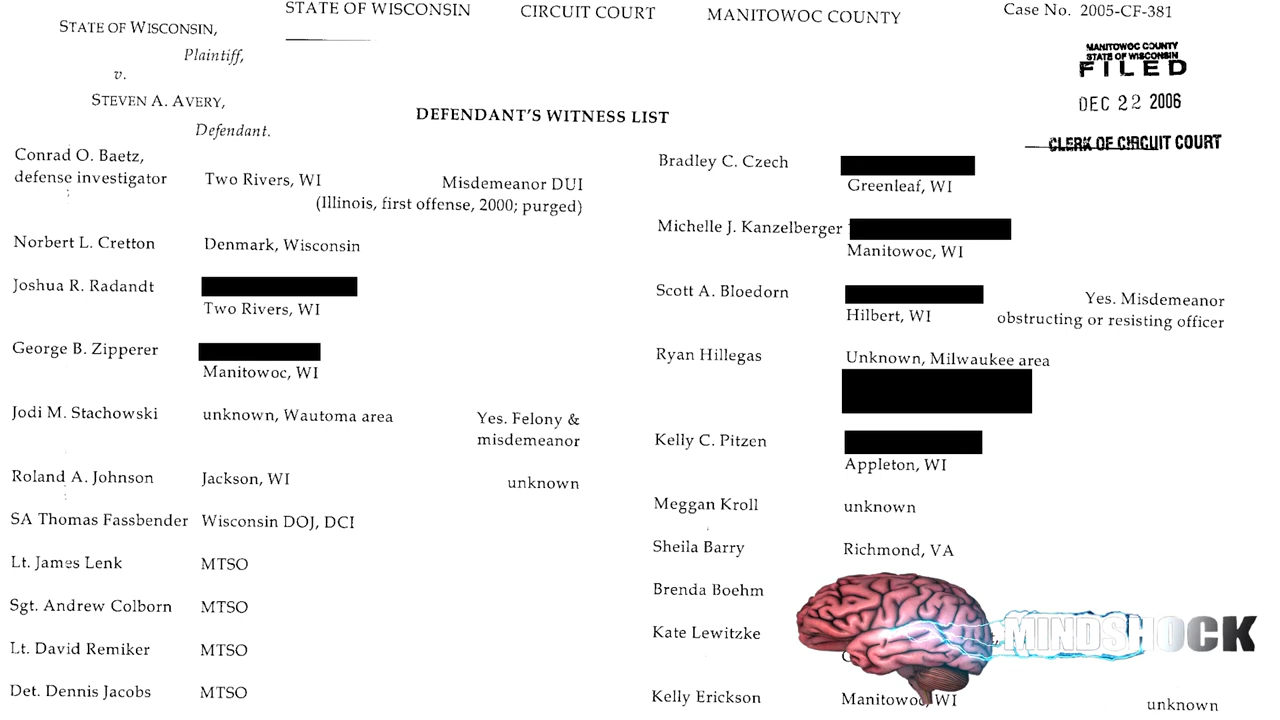 STATE OF WISCONSIN CIRCUIT COURT MANITOWOC COUNTY Case No. 2005-CF-381
STATE OF WISCONSIN,
Plaintiff,
v.
STEVEN A. AVERY,
Defendant.
MANITOWOC COUNTY
STATE OF WISCONSIN
FILED
DEC 22 2006
CLERK OF CIRCUIT COURT
DEFENDANT'S WITNESS LIST
Conrad O. Baetz,
defense investigator Two Rivers, WI Misdemeanor DUI
(Illinois, first offense, 2000; purged)
Norbert L. Cretton Denmark, Wisconsin
Joshua R. Radandt
Two Rivers, WI
George B. Zipperer
Manitowoc, WI
Jodi M. Stachowski unknown, Wautoma area Yes. Felony &
misdemeanor
Roland A. Johnson Jackson, WI unknown
SA Thomas Fassbender Wisconsin DOJ, DCI
Lt. James Lenk MTSO
Sgt. Andrew Colborn MTSO
Lt. David Remiker MTSO
Det. Dennis Jacobs MTSO
Bradley C. Czech
Greenleaf, WI
Michelle J. Kanzelberger
Manitowoc, WI
Scott A. Bloedorn Yes. Misdemeanor
Hilbert, WI obstructing or resisting officer
Ryan Hillegas Unknown, Milwaukee area
Kelly C. Pitzen
Appleton, WI
Meggan Kroll unknown
Sheila Barry Richmond, VA
Brenda Boehm
Kate Lewitzke
MINDSHOCK
Kelly Erickson Manitowoc, WI unknown